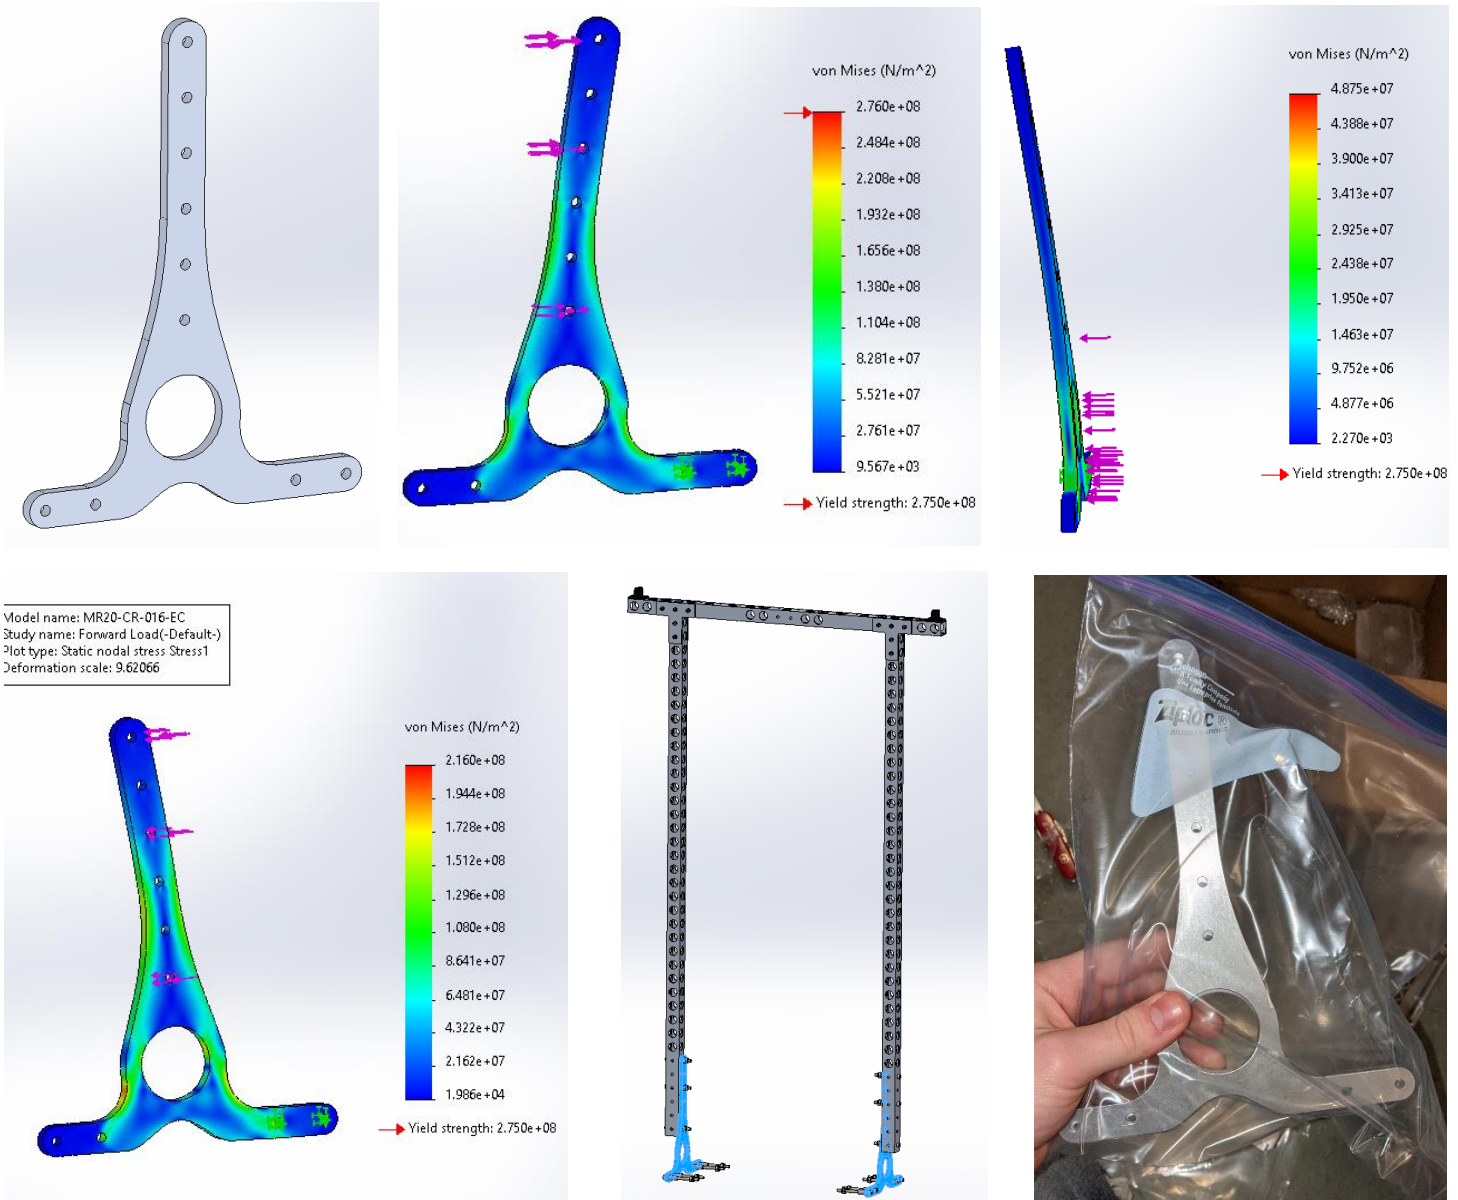 von Mises (N/m^2)
2.760e+08
2.484e+08
2.208e+08
1.932e+08
1.656e+08
1.380e+08
1.104e+08
8.281e+07
5.521e+07
2.761e+07
9.567e+03
Yield strength: 2.750e+08
von Mises (N/m^2)
4.875e+07
4.388e+07
3.900e+07
3.413e+07
2.925e+07
2.438e+07
1.950e+07
1.463e+07
9.752e+06
4.877e+06
2.270e+03
Yield strength: 2.750e+08
Model name: MR20-CR-016-EC
Study name: Forward Load(-Default-)
Plot type: Static nodal stress Stress1
Deformation scale: 9.62066
von Mises (N/m^2)
2.160e+08
1.944e+08
1.728e+08
1.512e+08
1.296e+08
1.080e+08
8.641e+07
6.481e+07
4.322e+07
2.162e+07
1.986e+04
Yield strength: 2.750e+08
A Family Company
Ziploc®